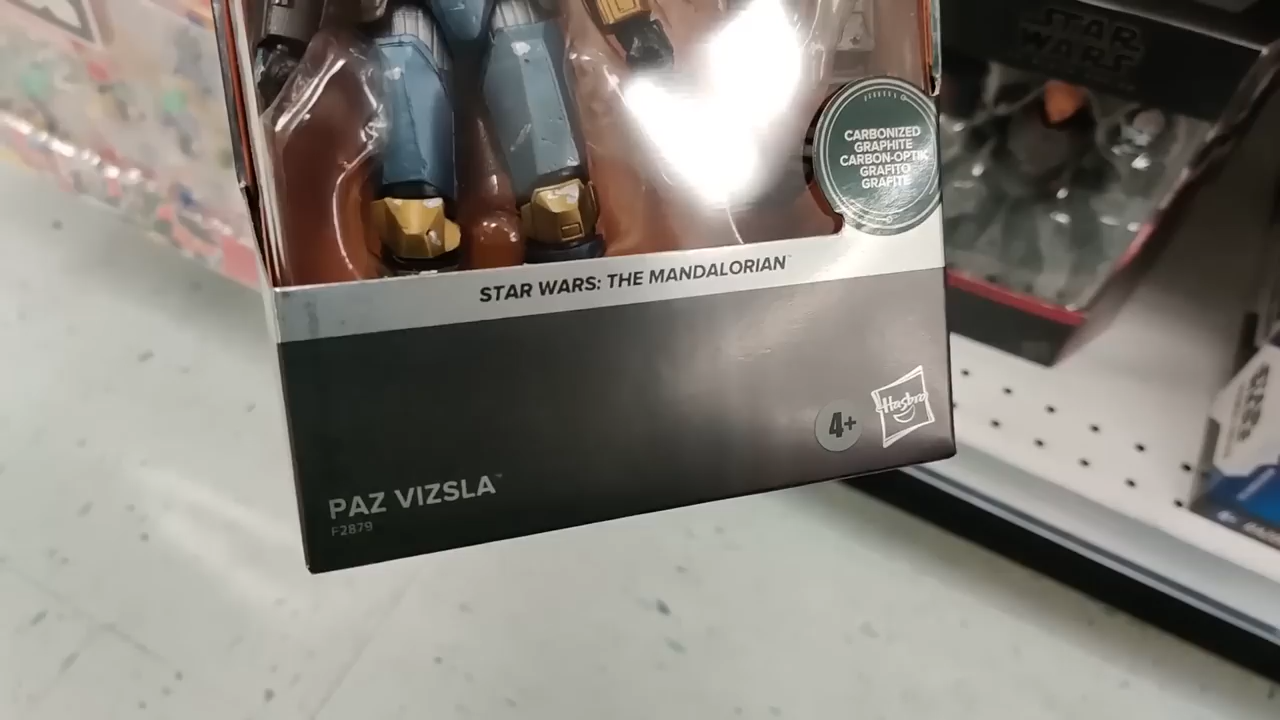 STAR
WARS
CARBONIZED
GRAPHITE
CARBON-OPTIK
GRAFITO
GRAFITE
STAR WARS: THE MANDALORIAN™
4+
Hasbro
PAZ VIZSLA™
F2879